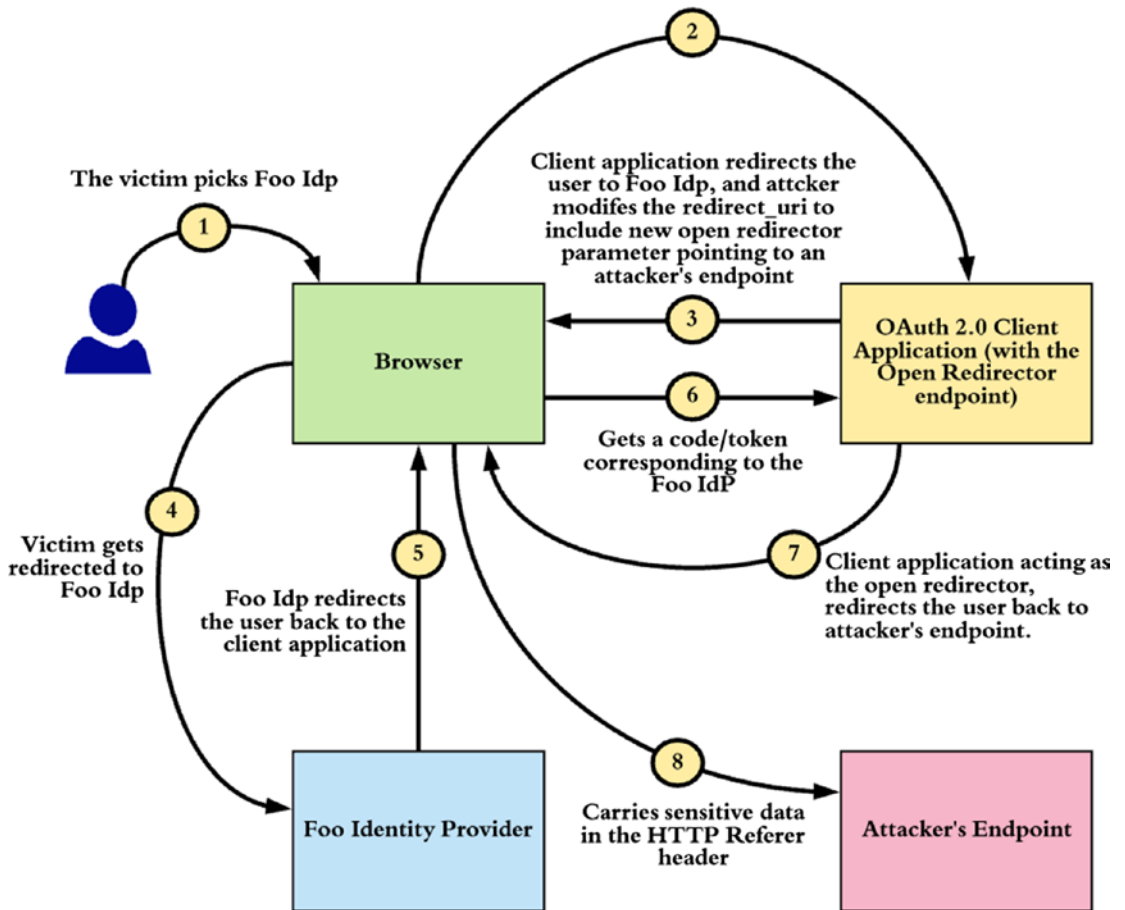 2
The victim picks Foo Idp
1
Client application redirects the
user to Foo Idp, and attcker
modifes the redirect_uri to
include new open redirector
parameter pointing to an
attacker's endpoint
3
Browser
OAuth 2.0 Client
Application (with the
Open Redirector
endpoint)
6
Gets a code/token
corresponding to the
Foo IdP
4
Victim gets
redirected to
Foo Idp
5
Foo Idp redirects
the user back to the
client application
7
Client application acting as
the open redirector,
redirects the user back to
attacker's endpoint.
8
Carries sensitive data
in the HTTP Referer
header
Foo Identity Provider
Attacker's Endpoint